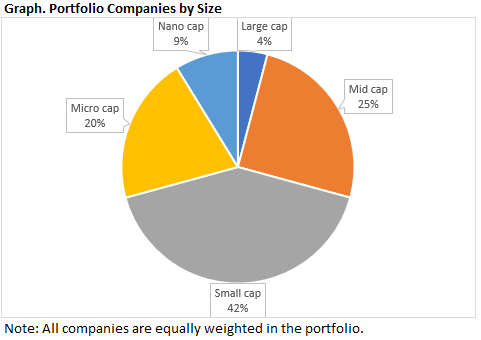 Graph. Portfolio Companies by Size
Nano cap
9%
Large cap
4%
Mid cap
25%
Micro cap
20%
Small cap
42%
Note: All companies are equally weighted in the portfolio.